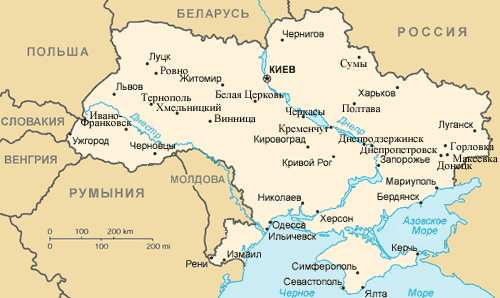 БЕЛАРУСЬ
РОССИЯ
ПОЛЬША
Чернигов
Луцк
Ровно
Сумы
КИЕВ
Житомир
Харьков
Львов
Тернополь
Хмельницкий
Белая Церковь
Полтава
Черкассы
Днестр
Днепр
Винница
Ивано-
Франковск
Кременчуг
Луганск
СЛОВАКИЯ
Ужгород
Черновцы
Кировоград
Днепродзержинск
Днепропетровск
Горловка
Макеевка
Донецк
Запорожье
Кривой Рог
ВЕНГРИЯ
МОЛДОВА
Мариуполь
РУМЫНИЯ
Николаев
Бердянск
Херсон
Одесса
Ильичевск
Азовское
Море
0 100 200 km
0 100 200 mi
Рени
Измаил
Керчь
Симферополь
Севастополь
Ялта
Черное Море